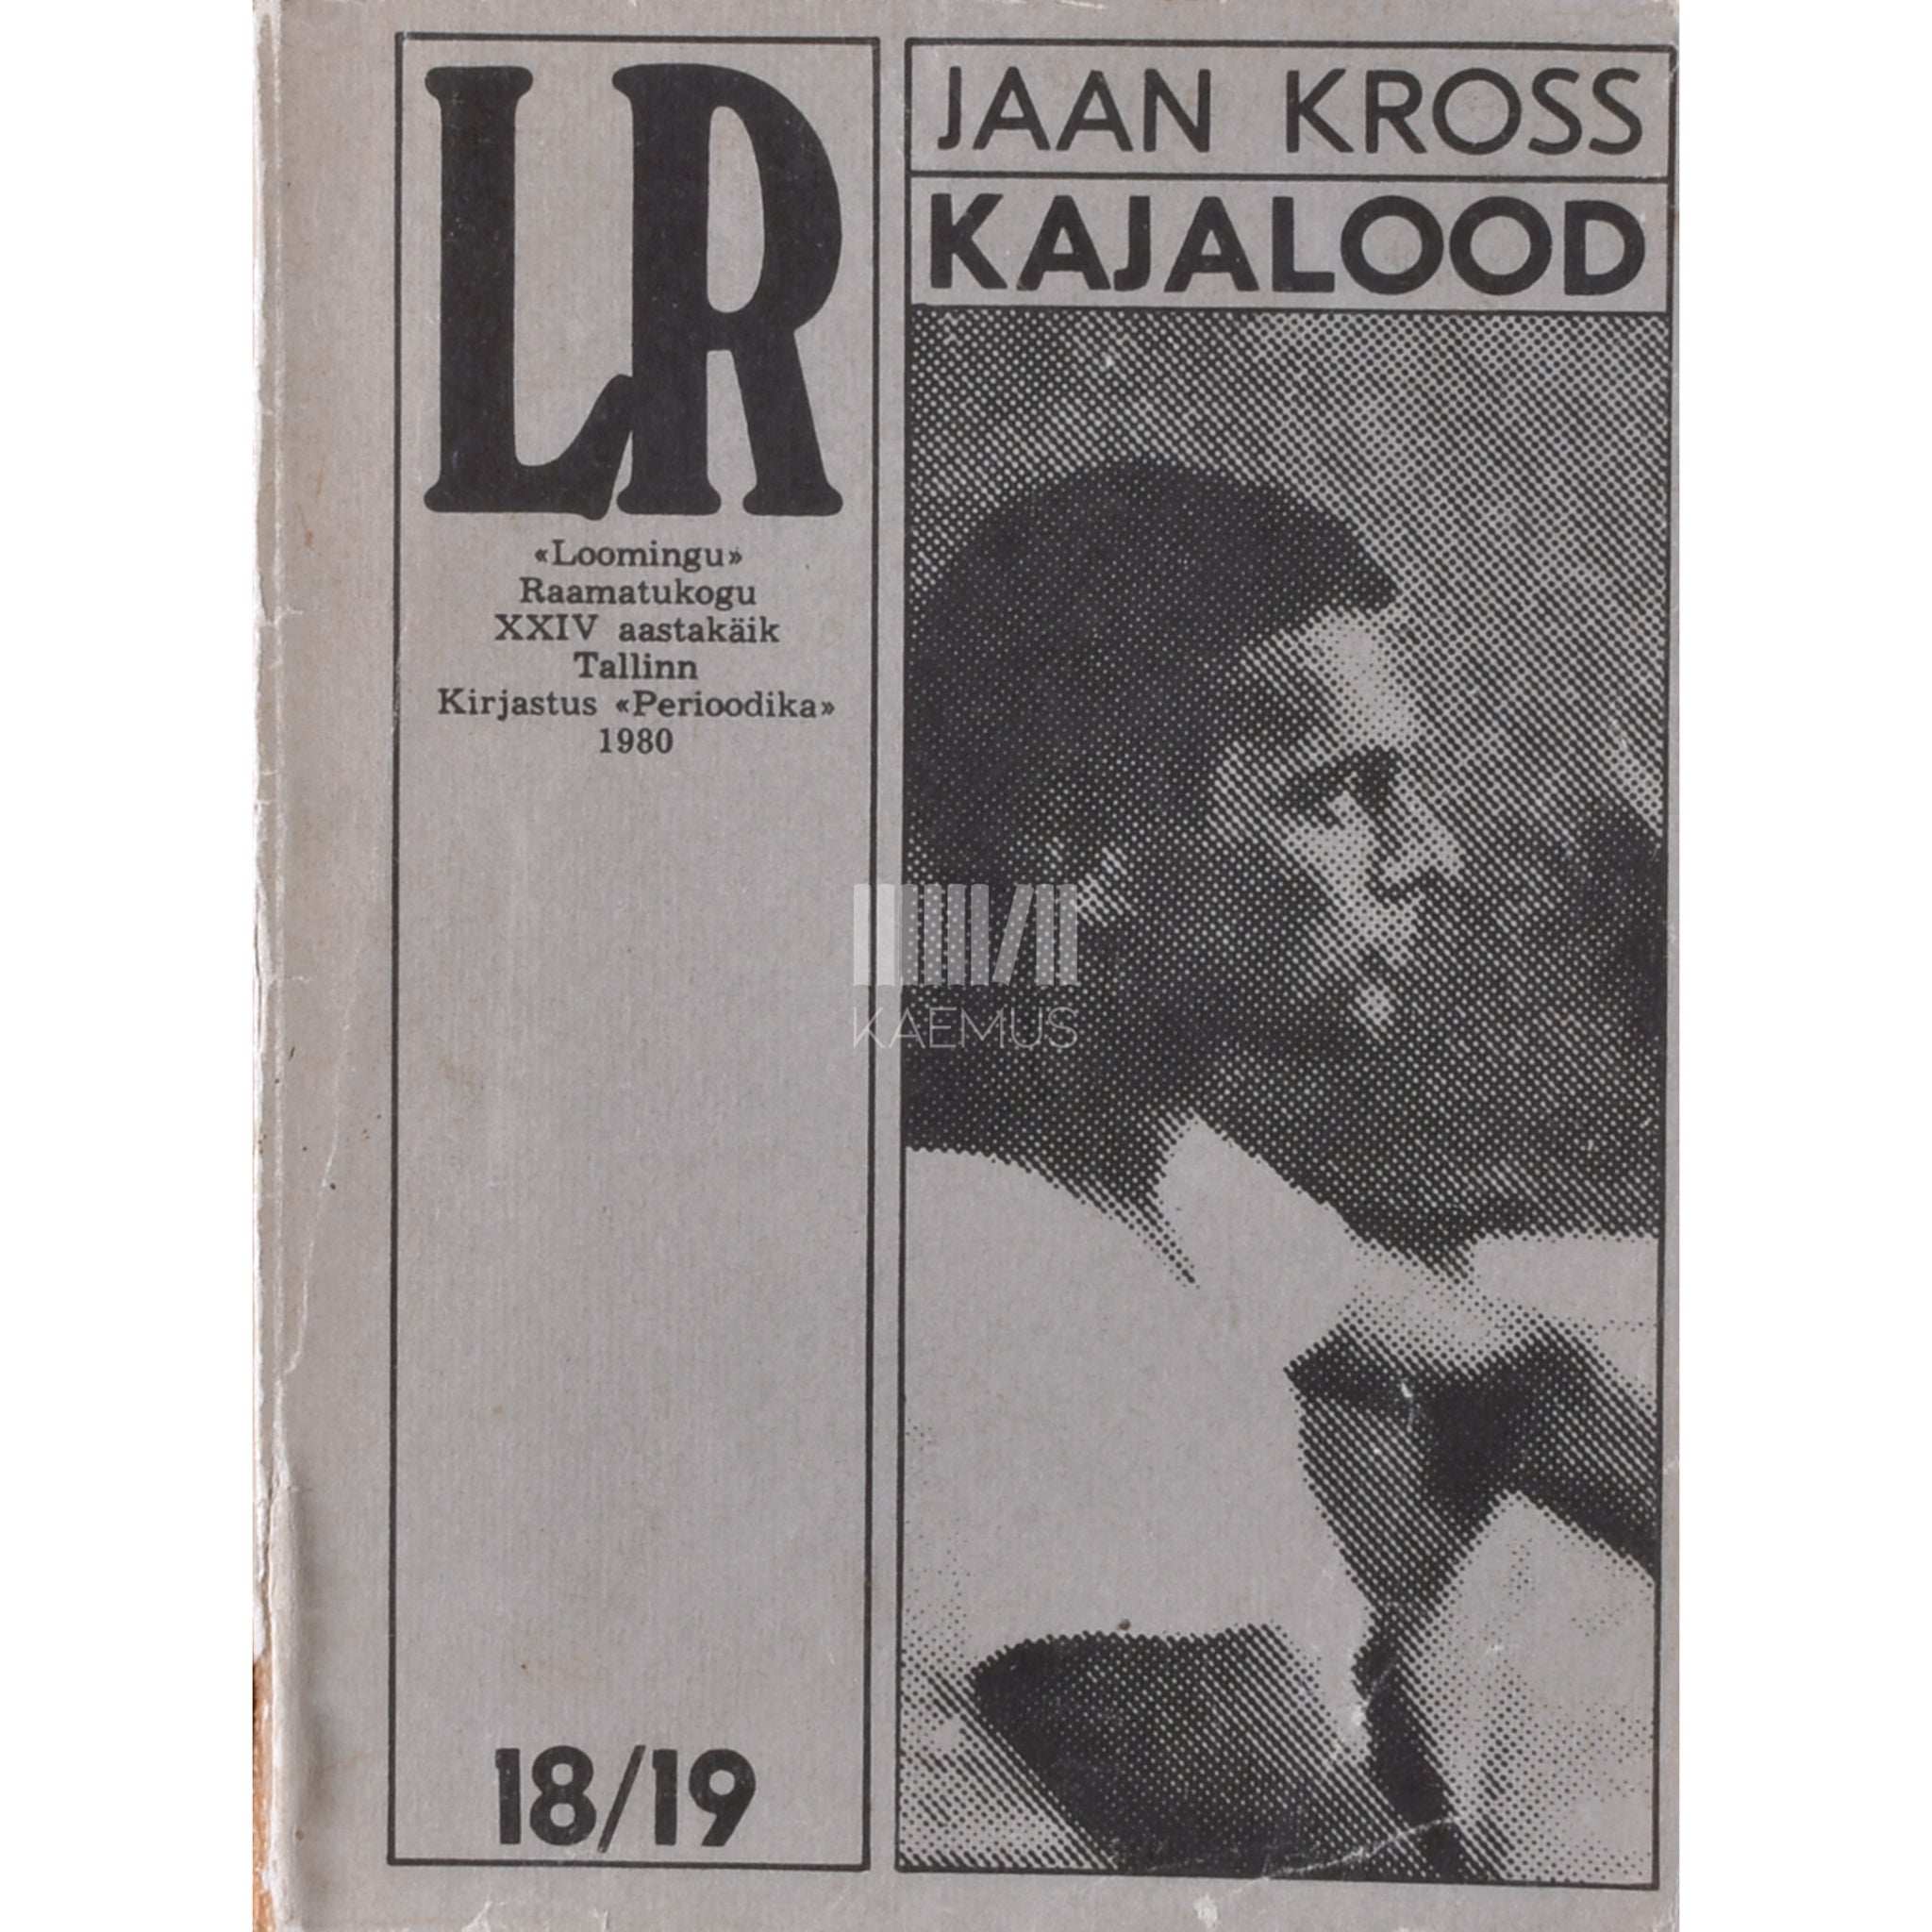 LR
«Loomingu»
Raamatukogu
XXIV aastakäik
Tallinn
Kirjastus «Perioodika»
1980
18/19
JAAN KROSS
KAJALOOD
KAEMUS